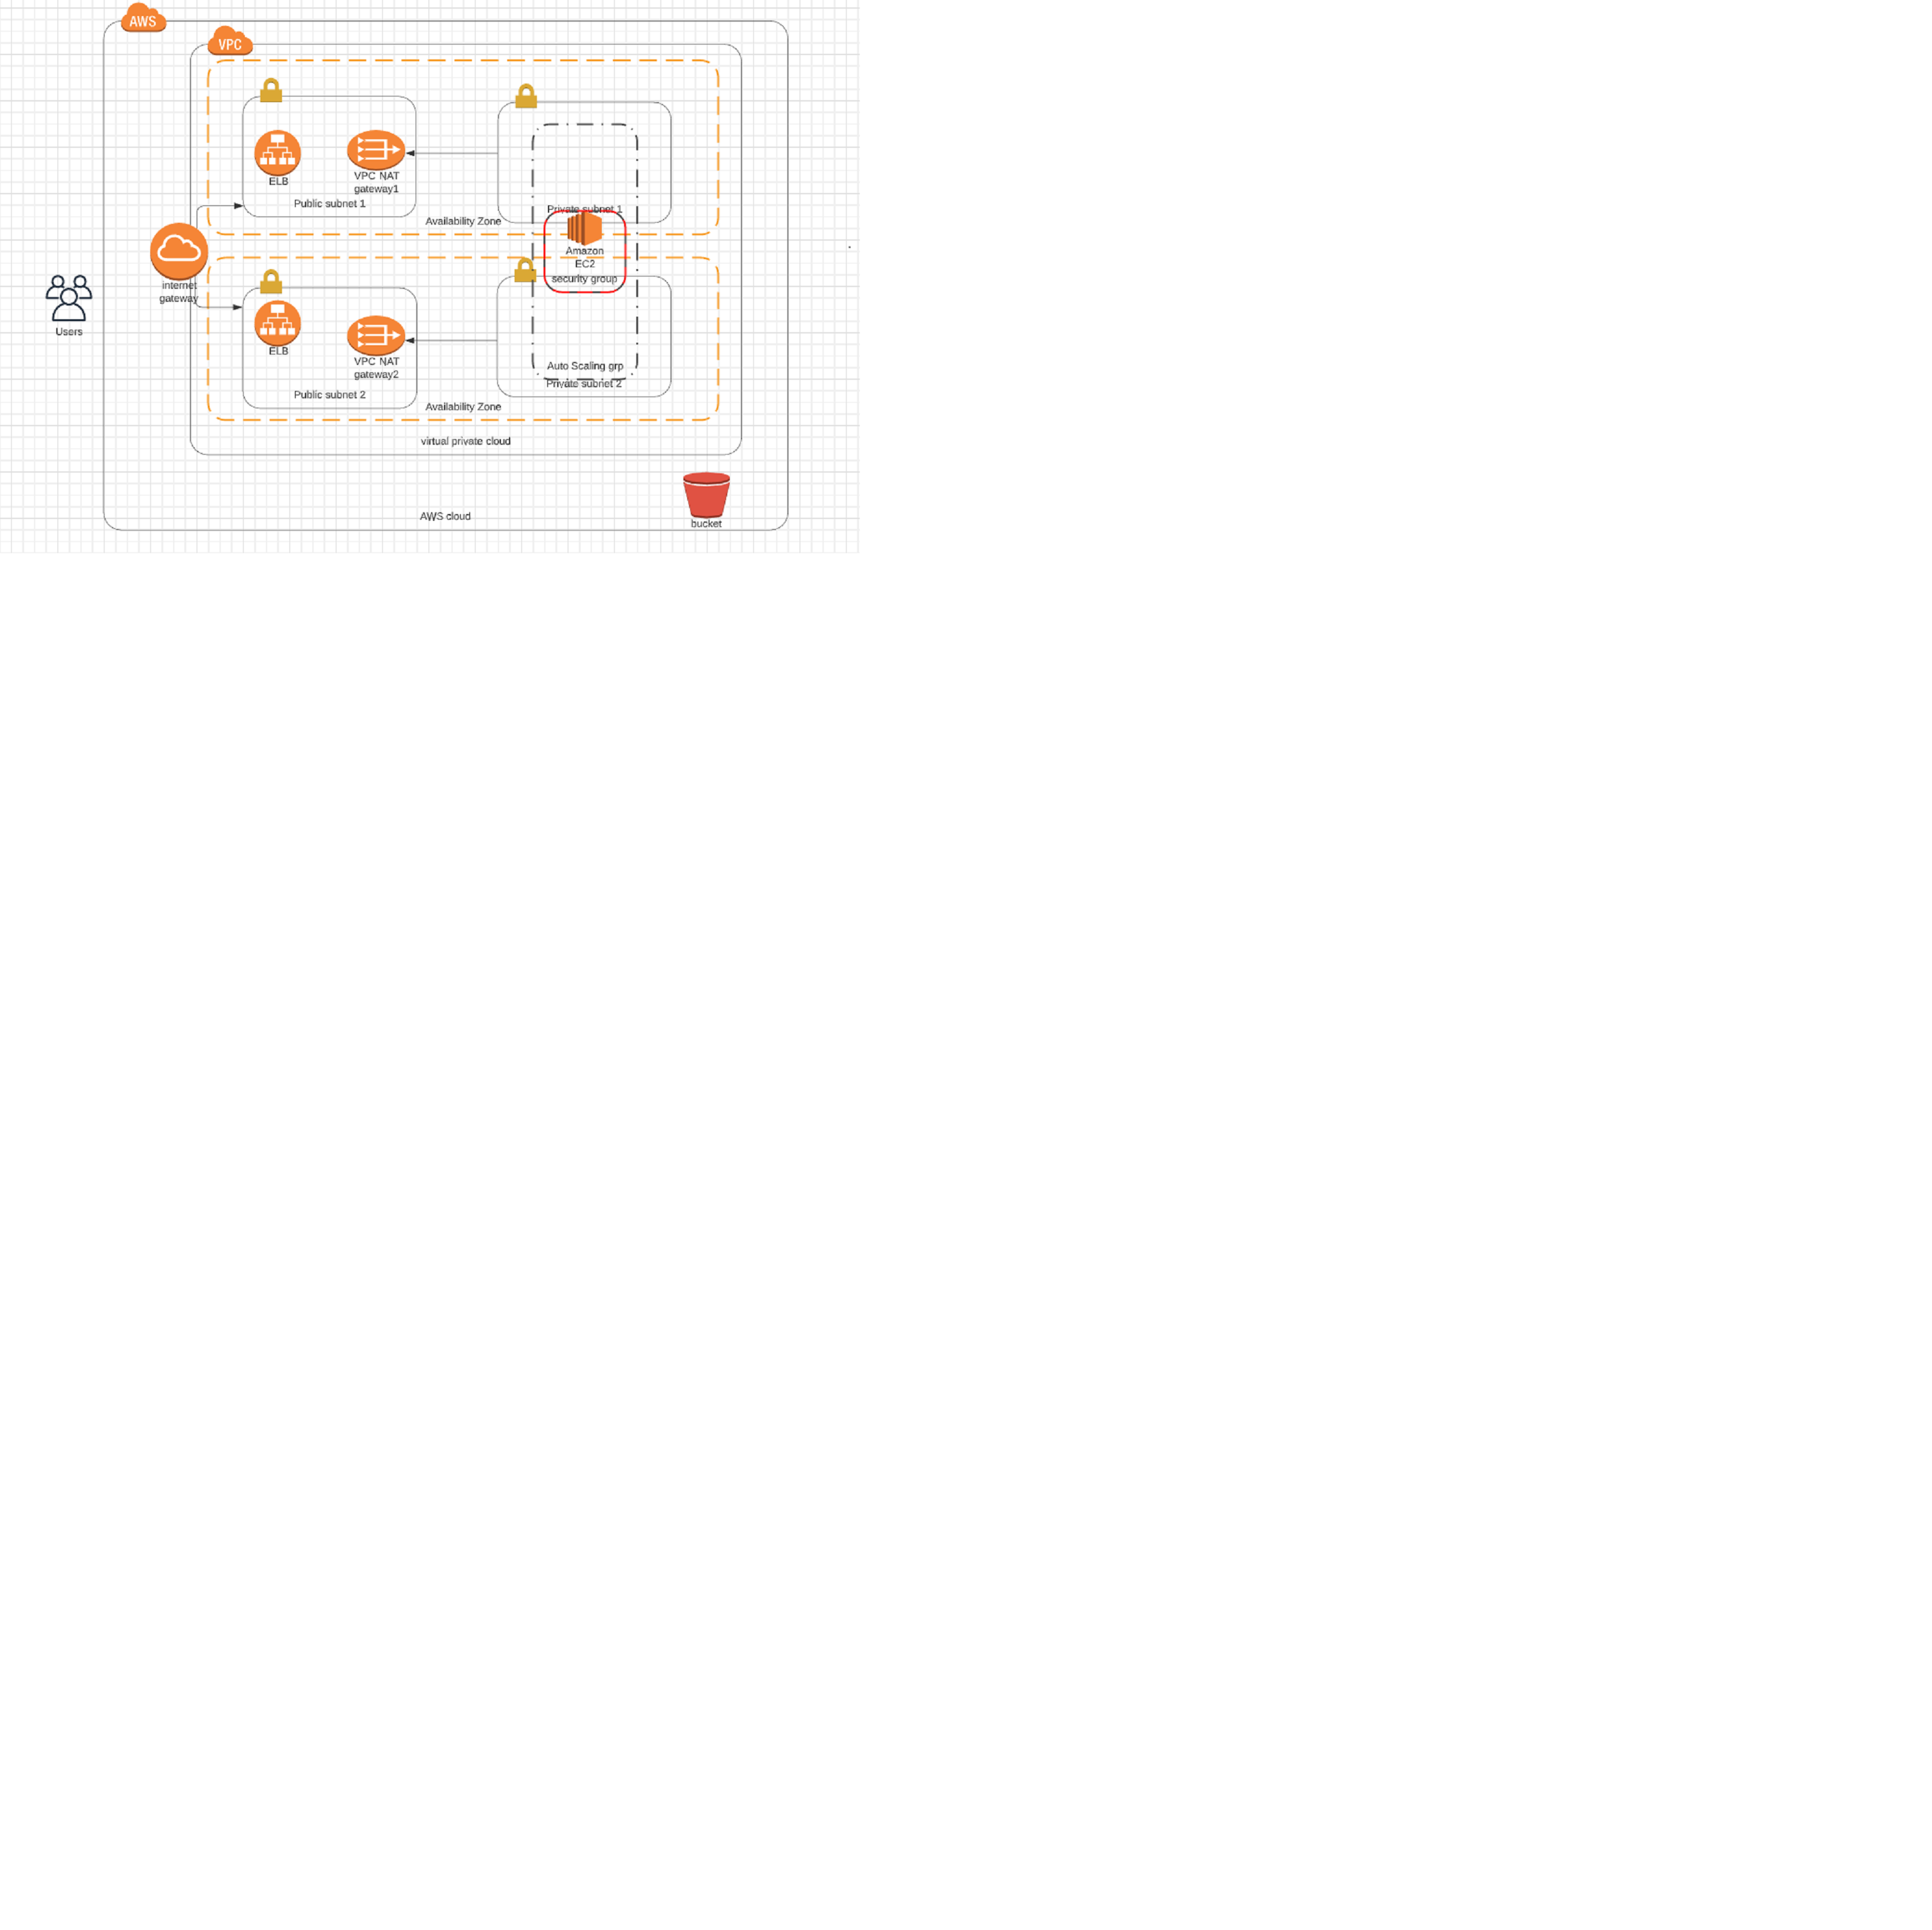 AWS
VPC
ELB
VPC NAT
gateway1
Public subnet 1
Private subnet 1
Availability Zone
Amazon
EC2
security group
internet
gateway
Users
ELB
VPC NAT
gateway2
Auto Scaling grp
Private subnet 2
Public subnet 2
Availability Zone
virtual private cloud
AWS cloud
bucket